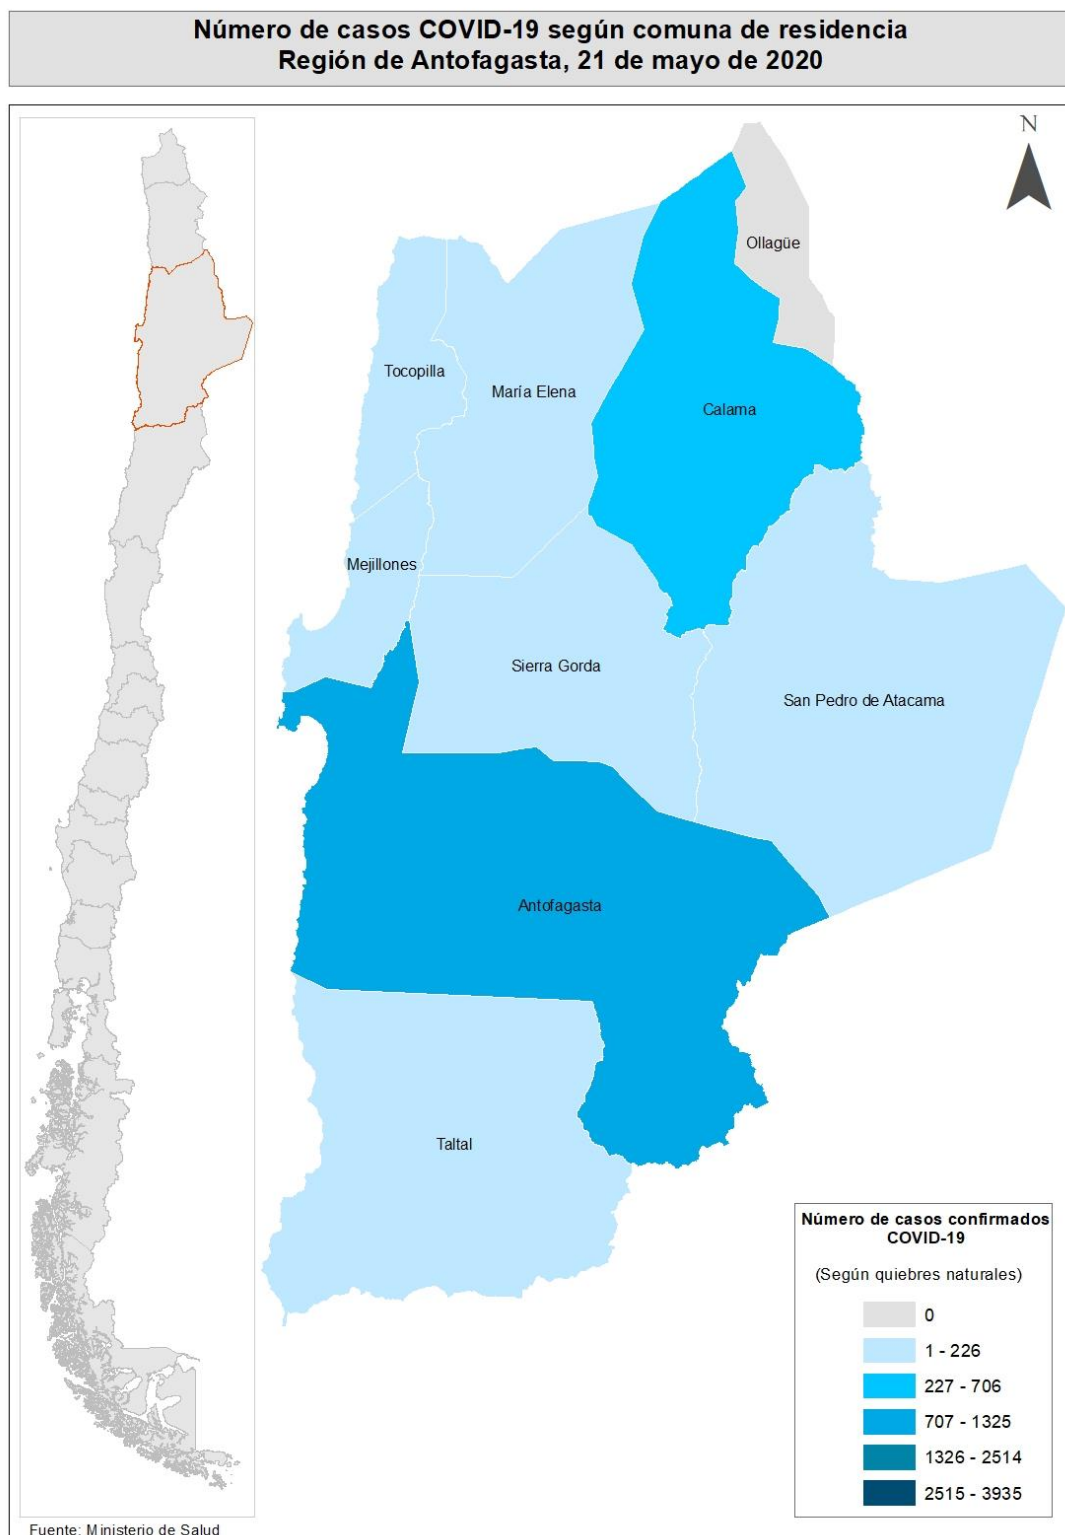 Número de casos COVID-19 según comuna de residencia
Región de Antofagasta, 21 de mayo de 2020
N
Ollagüe
Tocopilla
María Elena
Calama
Mejillones
Sierra Gorda
San Pedro de Atacama
Antofagasta
Taltal
Número de casos confirmados
COVID-19
(Según quiebres naturales)
0
1 - 226
227 - 706
707 - 1325
1326 - 2514
2515 - 3935
Fuente: Ministerio de Salud